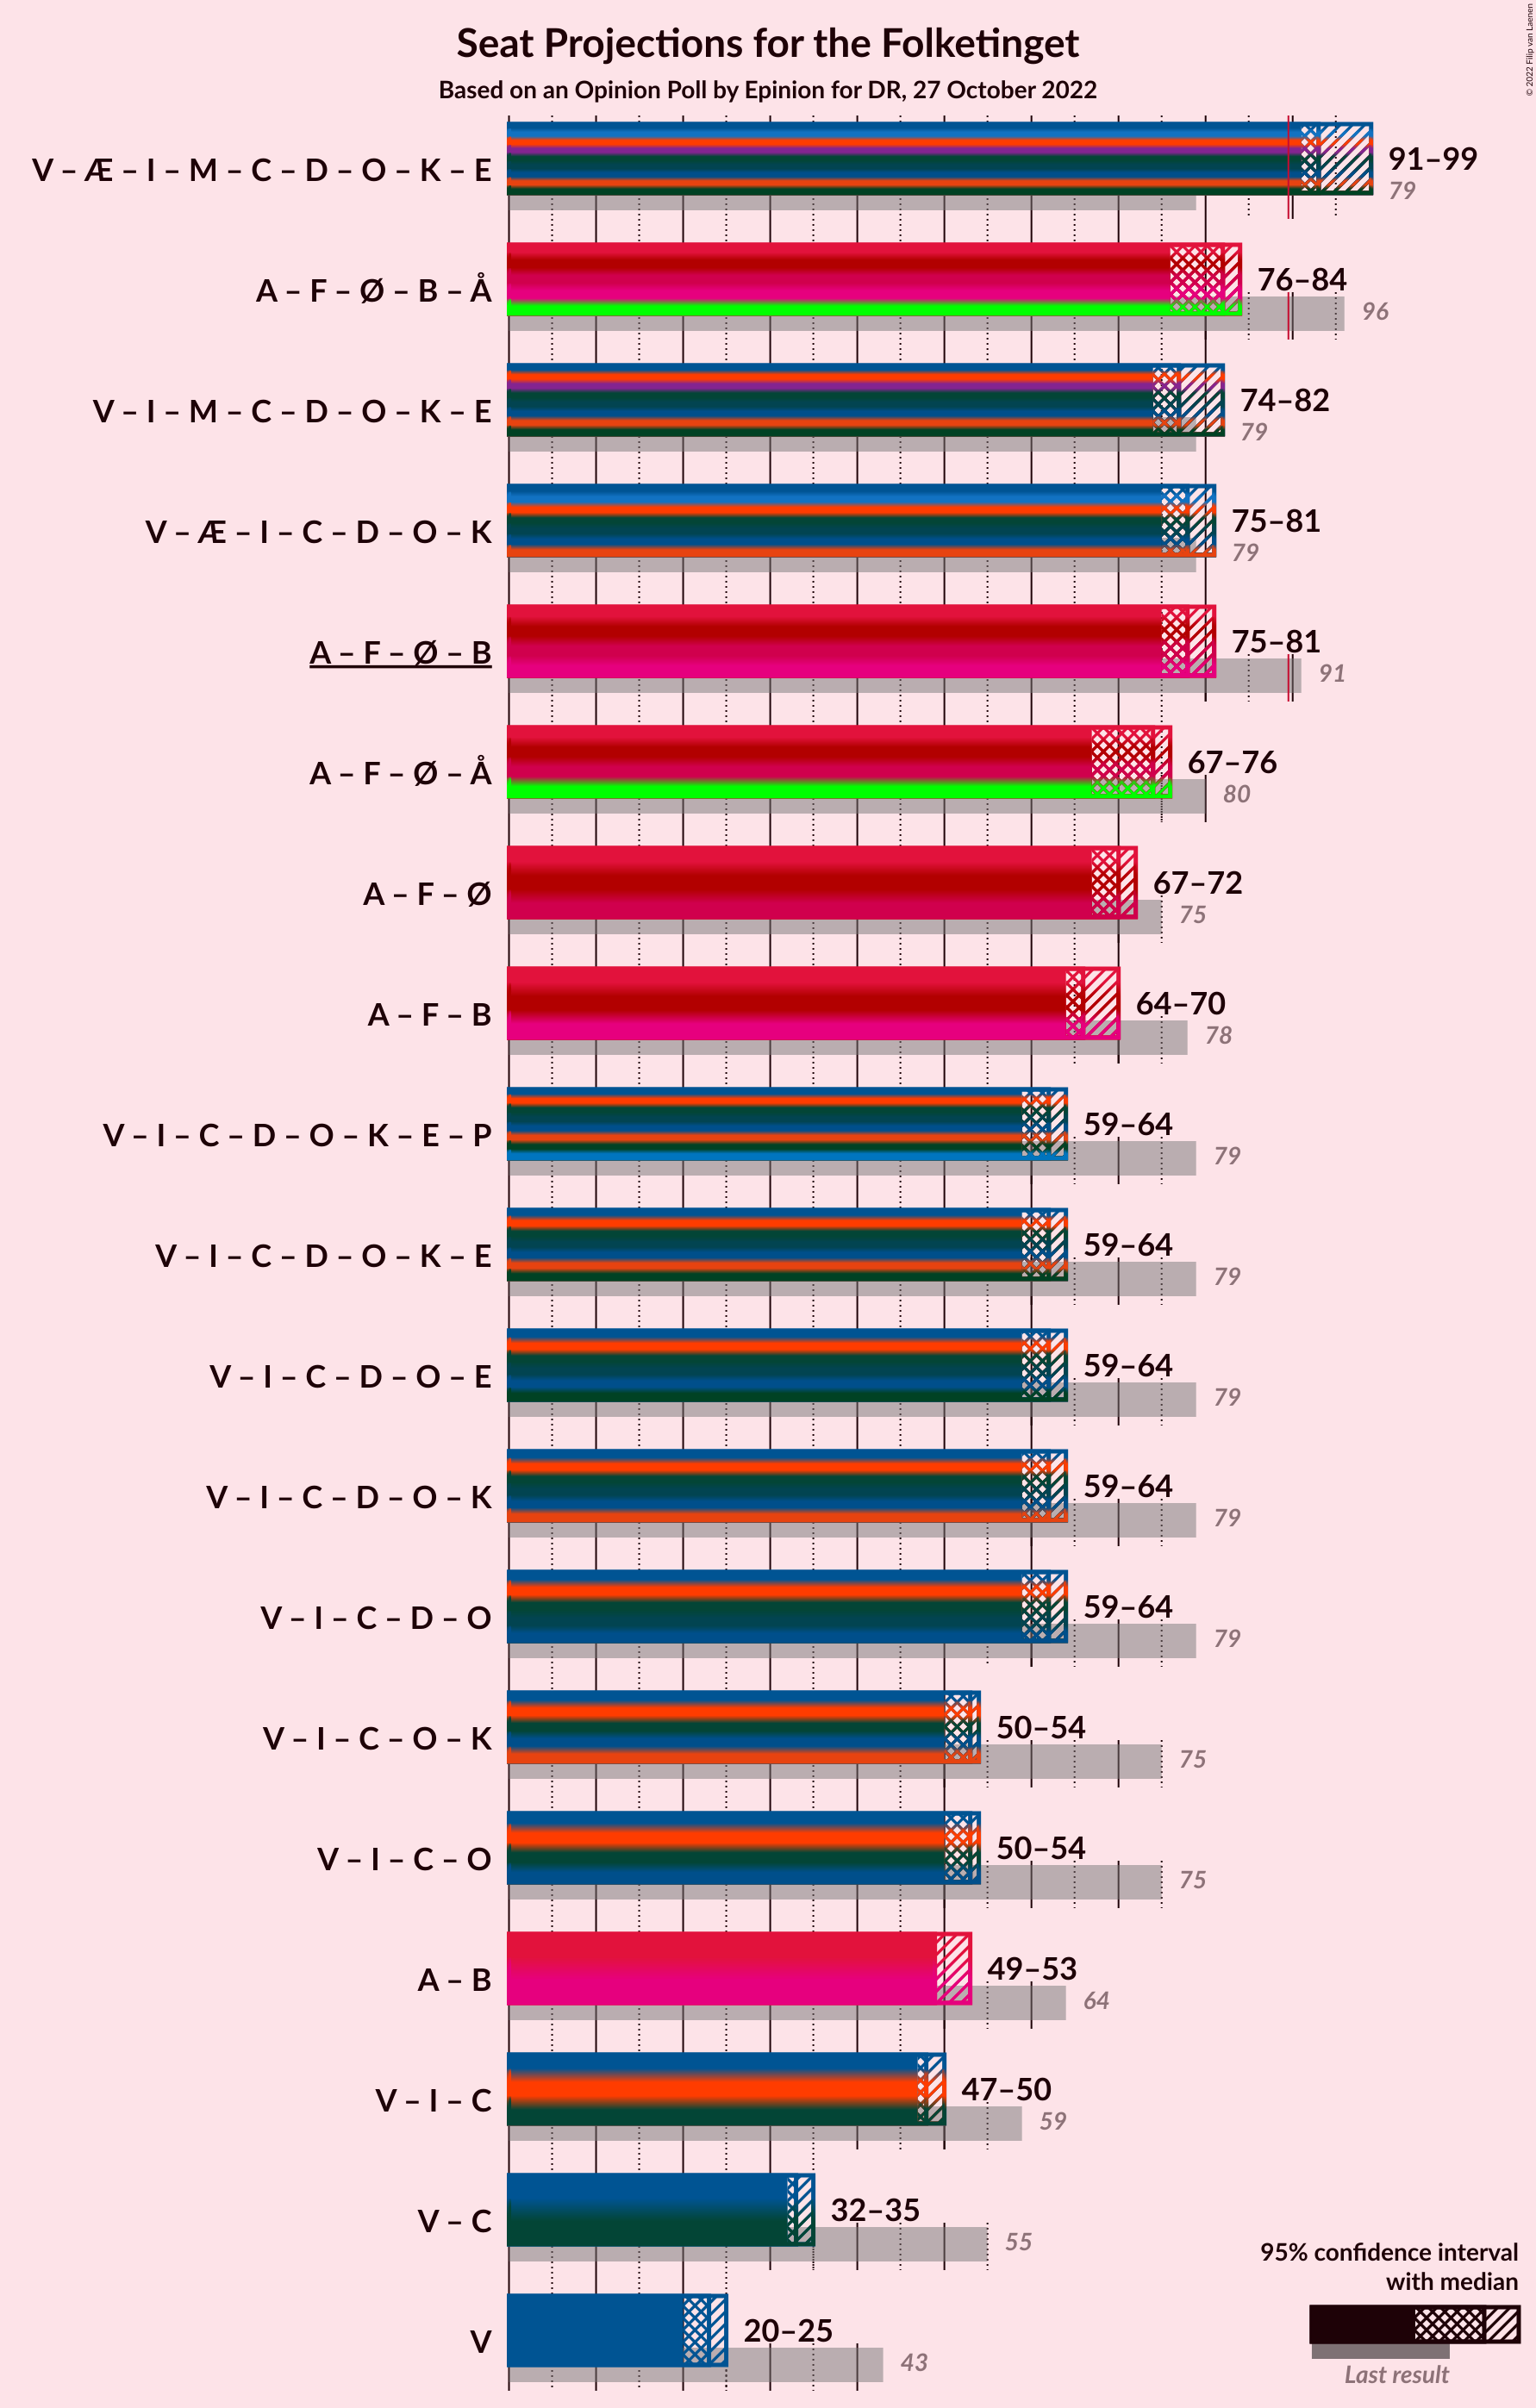 Seat Projections for the Folketinget
Based on an Opinion Poll by Epinion for DR, 27 October 2022
© 2022 Filip van Laenen
V – Æ – I – M – C – D – O – K – E
91–99
79
A – F – Ø – B – Å
76–84
96
V – I – M – C – D – O – K – E
74–82
79
V – Æ – I – C – D – O – K
75–81
79
A – F – Ø – B
75–81
91
A – F – Ø – Å
67–76
80
A – F – Ø
67–72
75
A – F – B
64–70
78
V – I – C – D – O – K – E – P
59–64
79
V – I – C – D – O – K – E
59–64
79
V – I – C – D – O – E
59–64
79
V – I – C – D – O – K
59–64
79
V – I – C – D – O
59–64
79
V – I – C – O – K
50–54
75
V – I – C – O
50–54
75
A – B
49–53
64
V – I – C
47–50
59
V – C
32–35
55
V
20–25
43
95% confidence interval
with median
Last result